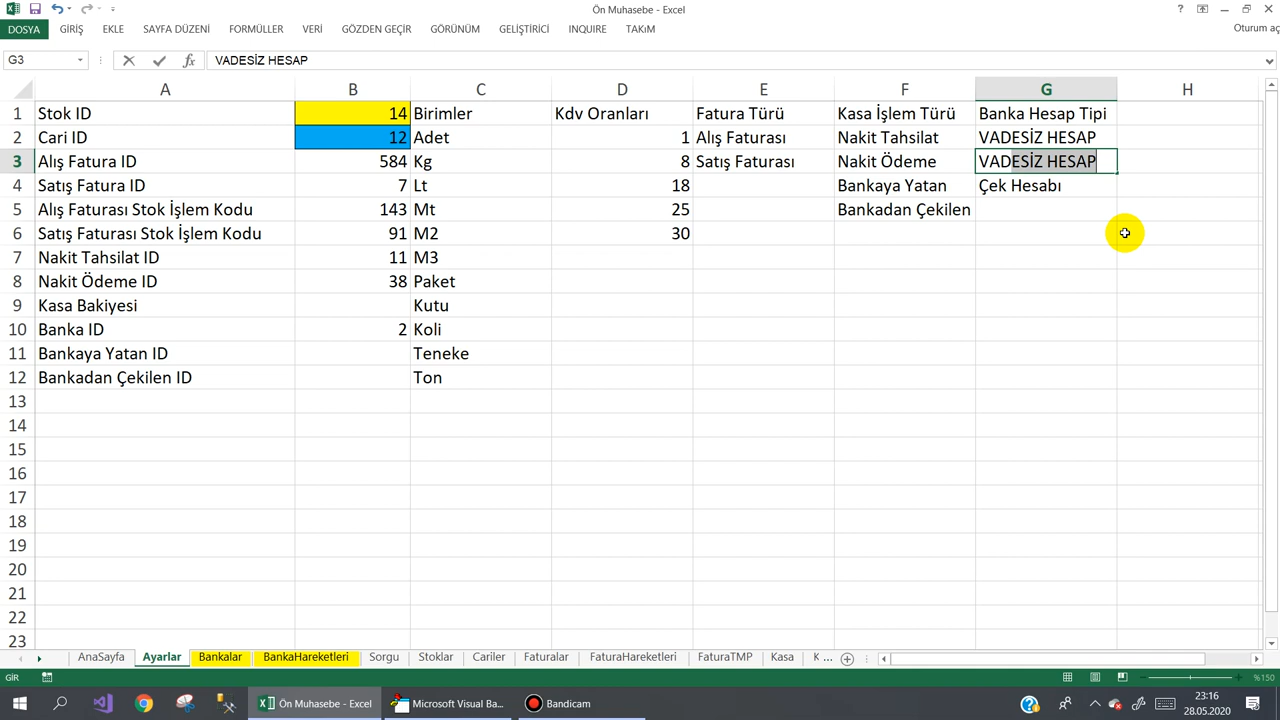 Ön Muhasebe - Excel
DOSYA GİRİŞ EKLE SAYFA DÜZENİ FORMÜLLER VERİ GÖZDEN GEÇİR GÖRÜNÜM GELİŞTİRİCİ INQUIRE TAKıM Oturum aç
G3 fx VADESİZ HESAP
A B C D E F G H
1 Stok ID 14 Birimler Kdv Oranları Fatura Türü Kasa İşlem Türü Banka Hesap Tipi
2 Cari ID 12 Adet 1 Alış Faturası Nakit Tahsilat VADESİZ HESAP
3 Alış Fatura ID 584 Kg 8 Satış Faturası Nakit Ödeme VADESİZ HESAP
4 Satış Fatura ID 7 Lt 18 Bankaya Yatan Çek Hesabı
5 Alış Faturası Stok İşlem Kodu 143 Mt 25 Bankadan Çekilen
6 Satış Faturası Stok İşlem Kodu 91 M2 30
7 Nakit Tahsilat ID 11 M3
8 Nakit Ödeme ID 38 Paket
9 Kasa Bakiyesi Kutu
10 Banka ID 2 Koli
11 Bankaya Yatan ID Teneke
12 Bankadan Çekilen ID Ton
13
14
15
16
17
18
19
20
21
22
23
AnaSayfa Ayarlar Bankalar BankaHareketleri Sorgu Stoklar Cariler Faturalar FaturaHareketleri FaturaTMP Kasa K ...
GİR %150
Ön Muhasebe - Excel Microsoft Visual Ba... Bandicam 23:16
28.05.2020